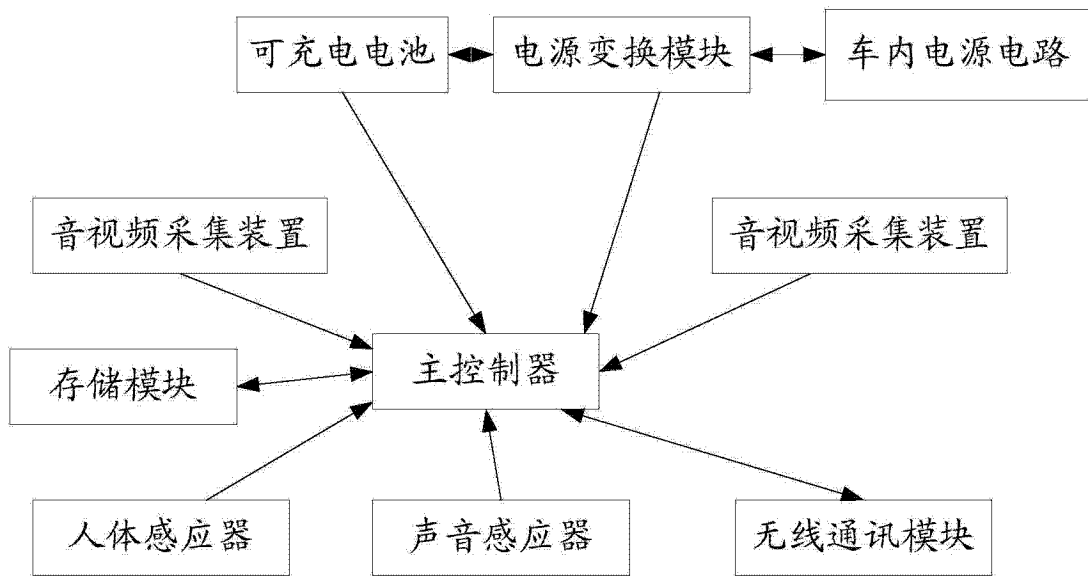 可充电电池
电源变换模块
车内电源电路
音视频采集装置
音视频采集装置
主控制器
存储模块
人体感应器
声音感应器
无线通讯模块